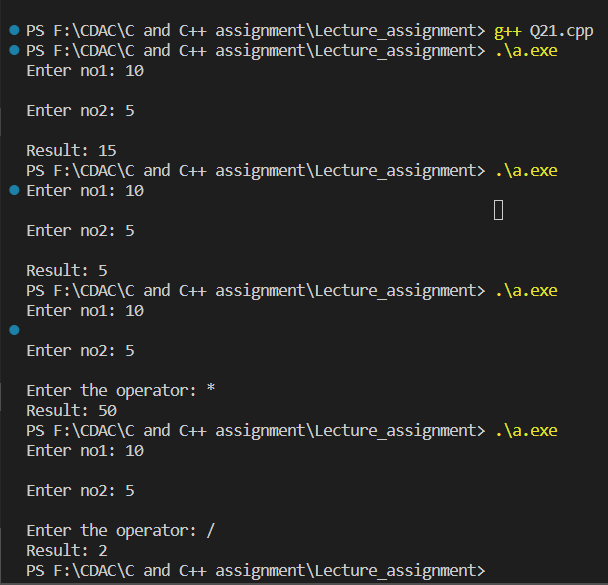 PS F:\CDAC\C and C++ assignment\Lecture_assignment> g++ Q21.cpp
PS F:\CDAC\C and C++ assignment\Lecture_assignment> .\a.exe
Enter no1: 10
Enter no2: 5
Result: 15
PS F:\CDAC\C and C++ assignment\Lecture_assignment> .\a.exe
Enter no1: 10
Enter no2: 5
Result: 5
PS F:\CDAC\C and C++ assignment\Lecture_assignment> .\a.exe
Enter no1: 10
Enter no2: 5
Enter the operator: *
Result: 50
PS F:\CDAC\C and C++ assignment\Lecture_assignment> .\a.exe
Enter no1: 10
Enter no2: 5
Enter the operator: /
Result: 2
PS F:\CDAC\C and C++ assignment\Lecture_assignment>